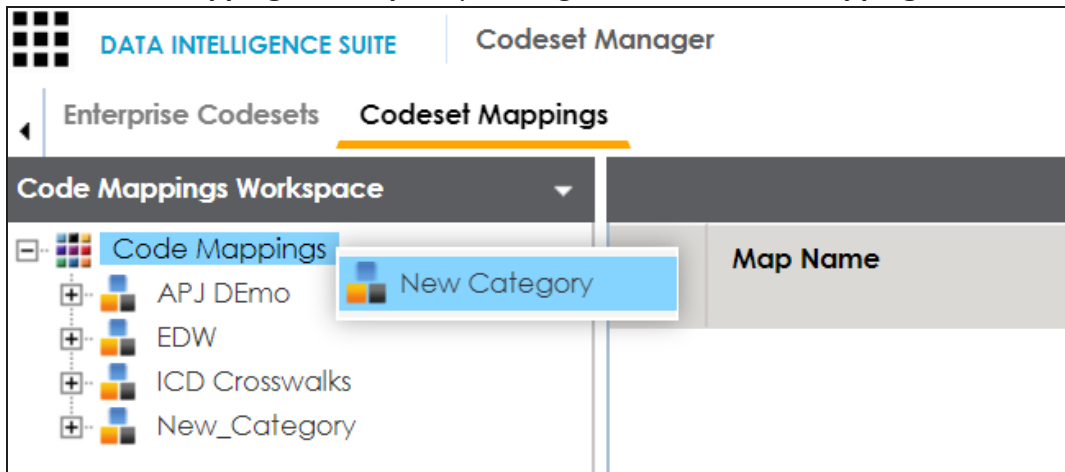 DATA INTELLIGENCE SUITE Codeset Manager
Enterprise Codesets Codeset Mappings
Code Mappings Workspace
Code Mappings
New Category
Map Name
APJ DEmo
EDW
ICD Crosswalks
New_Category